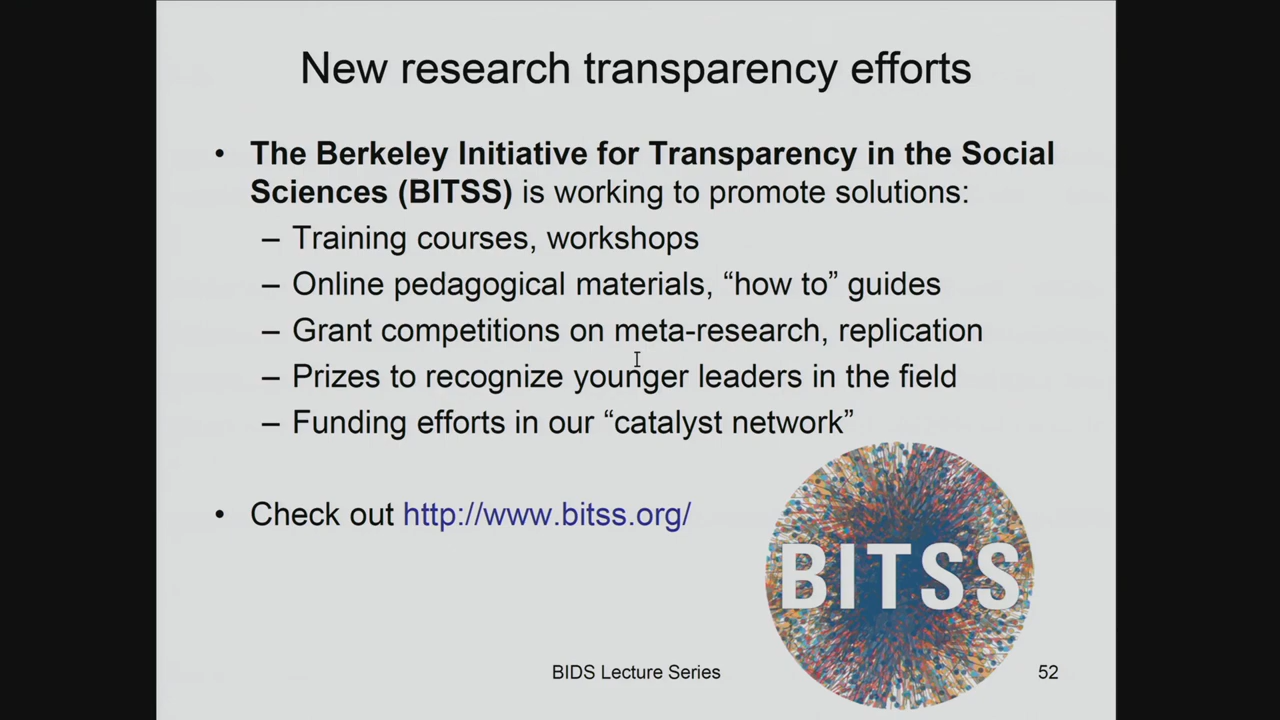 New research transparency efforts
• The Berkeley Initiative for Transparency in the Social
Sciences (BITSS) is working to promote solutions:
– Training courses, workshops
– Online pedagogical materials, “how to” guides
– Grant competitions on meta-research, replication
– Prizes to recognize younger leaders in the field
– Funding efforts in our “catalyst network”
• Check out http://www.bitss.org/
BITSS
BIDS Lecture Series
52